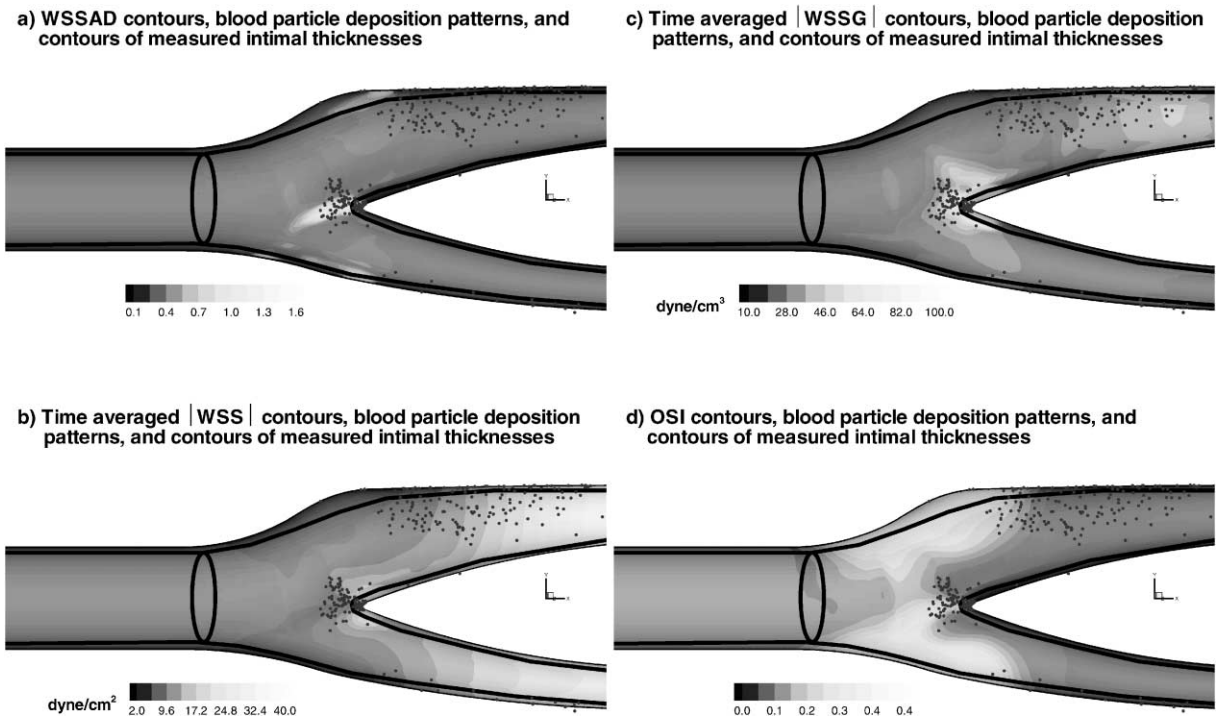 a) WSSAD contours, blood particle deposition patterns, and
contours of measured intimal thicknesses
Y
X
0.1 0.4 0.7 1.0 1.3 1.6
c) Time averaged |WSSG| contours, blood particle deposition
patterns, and contours of measured intimal thicknesses
Y
X
dyne/cm³
10.0 28.0 46.0 64.0 82.0 100.0
b) Time averaged |WSS| contours, blood particle deposition
patterns, and contours of measured intimal thicknesses
Y
X
dyne/cm²
2.0 9.6 17.2 24.8 32.4 40.0
d) OSI contours, blood particle deposition patterns, and
contours of measured intimal thicknesses
Y
X
0.0 0.1 0.2 0.3 0.4 0.4